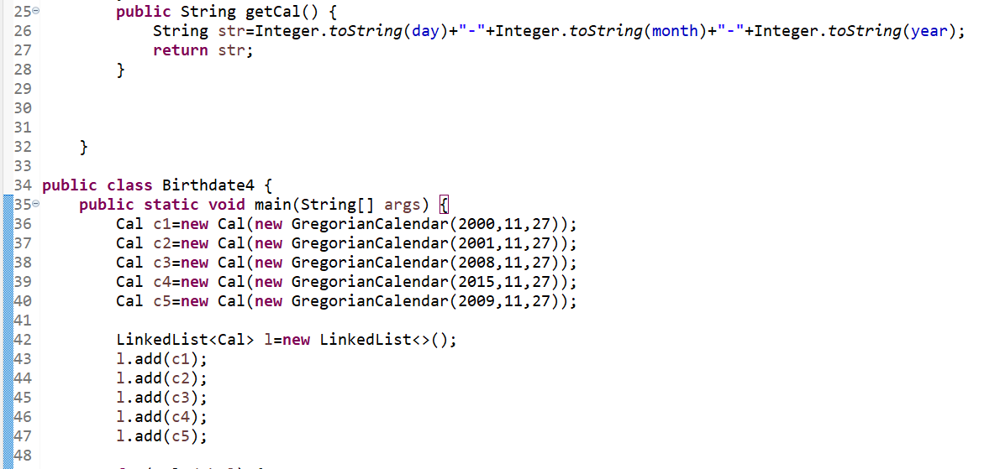 25 public String getCal() {
26 String str=Integer.toString(day)+"-"+Integer.toString(month)+"-"+Integer.toString(year);
27 return str;
28 }
29
30
31
32 }
33
34 public class Birthdate4 {
35 public static void main(String[] args) {
36 Cal c1=new Cal(new GregorianCalendar(2000,11,27));
37 Cal c2=new Cal(new GregorianCalendar(2001,11,27));
38 Cal c3=new Cal(new GregorianCalendar(2008,11,27));
39 Cal c4=new Cal(new GregorianCalendar(2015,11,27));
40 Cal c5=new Cal(new GregorianCalendar(2009,11,27));
41
42 LinkedList<Cal> l=new LinkedList<>();
43 l.add(c1);
44 l.add(c2);
45 l.add(c3);
46 l.add(c4);
47 l.add(c5);
48